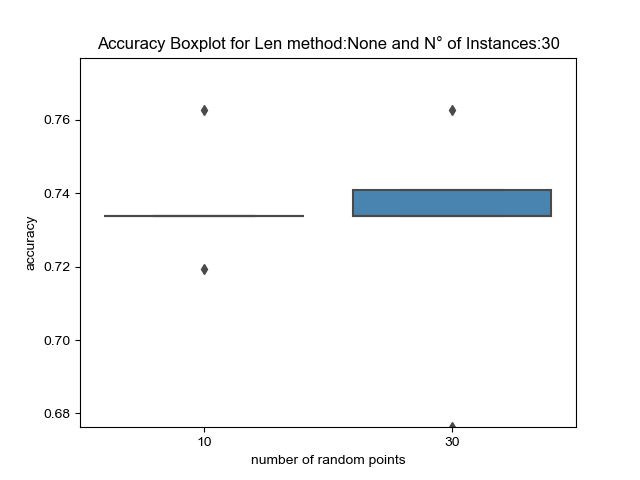 Accuracy Boxplot for Len method:None and N° of Instances:30
accuracy
0.76
0.74
0.72
0.70
0.68
10
30
number of random points